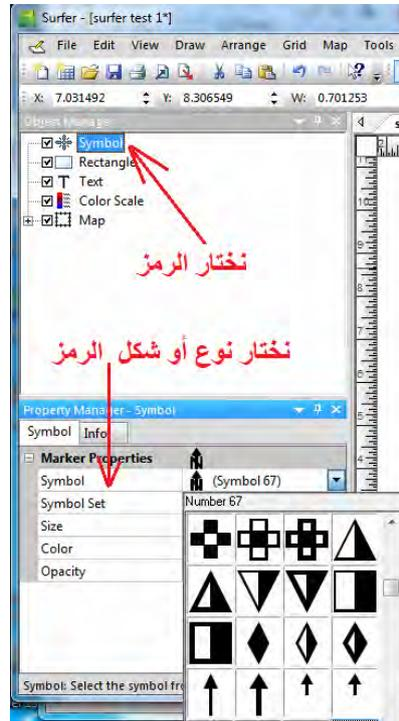 Surfer - [surfer test 1*]
File Edit View Draw Arrange Grid Map Tools
X: 7.031492 Y: 8.306549 W: 0.701253
Symbol
Rectangle
Text
Color Scale
Map
نختار الرمز
نختار نوع أو شكل الرمز
Property Manager - Symbol
Symbol Info
Marker Properties
Symbol (Symbol 67)
Symbol Set
Number 67
Size
Color
Opacity
Symbol: Select the symbol